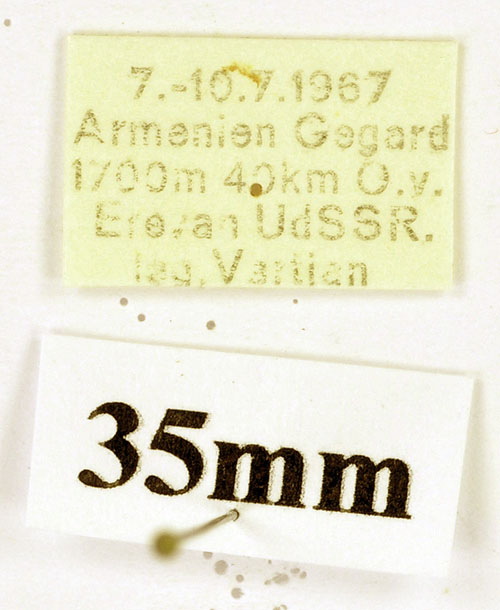 7.-10.7.1967
Armenien Gegard
1700m 40km O.v.
Erevan UdSSR.
leg. Vartian
35mm